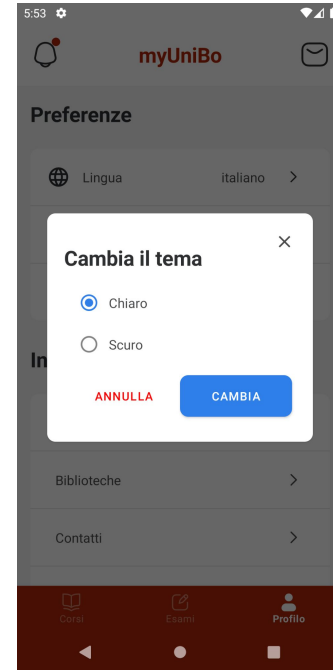 5:53
myUniBo
Preferenze
Lingua italiano
Cambia il tema
Chiaro
Scuro
In
ANNULLA CAMBIA
Biblioteche
Contatti
Corsi Esami Profilo